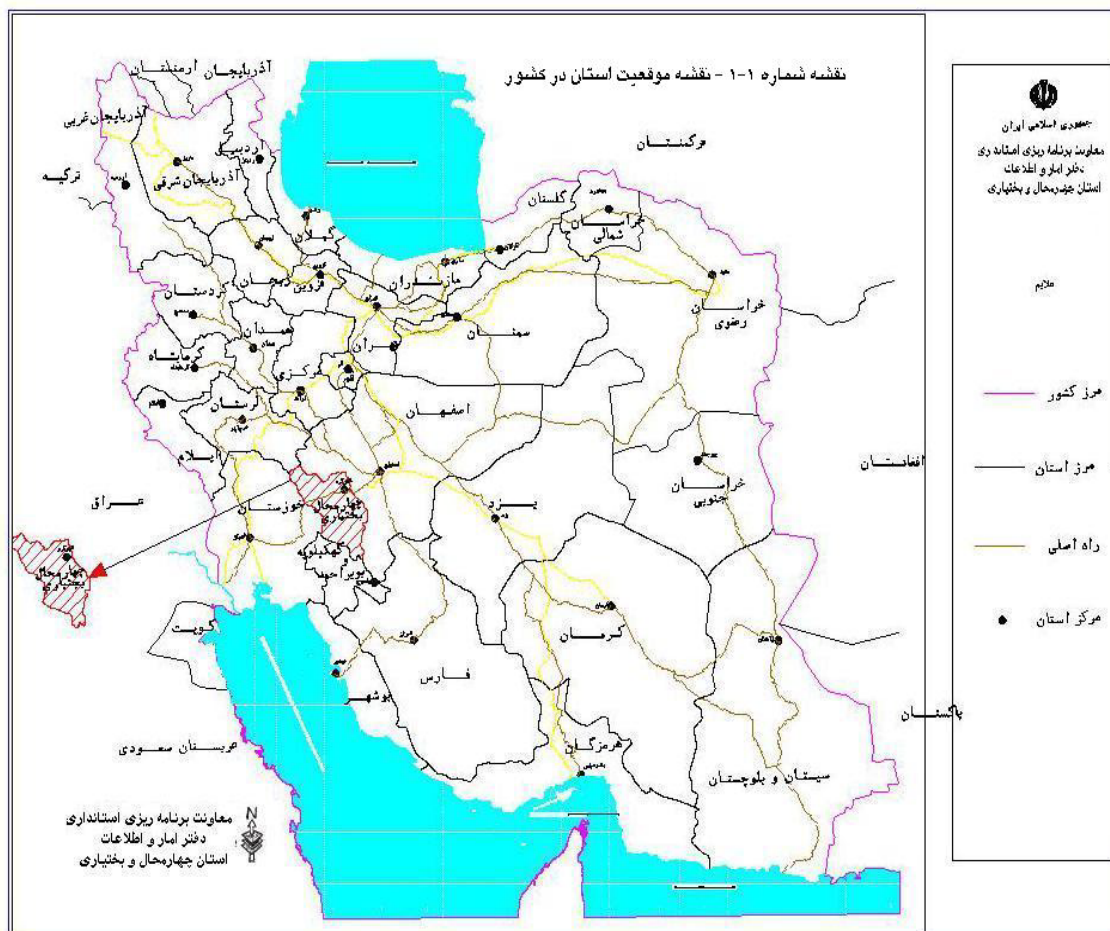 نقشه شماره ۱-۱ - نقشه موقعیت استان در کشور
جمهوری اسلامی ایران
معاونت برنامه ریزی استانداری
دفتر امار و اطلاعات
استان چهارمحال و بختیاری
علایم
مرز کشور
مرز استان
راه اصلی
مرکز استان
ارمنستان
آذربایجان
آذربایجان غربی
اردبیل
آذربایجان شرقی
ترکیه
ترکمنستان
گلستان
خراسان
شمالی
گیلان
مازندران
زنجان
قزوین
کردستان
خراسان
رضوی
سمنان
همدان
تهران
کرمانشاه
مرکزی
قم
لرستان
اصفهان
ایلام
افغانستان
خراسان
جنوبی
یزد
عراق
خوزستان
چهارمحال
بختیاری
چهارمحال
بختیاری
کهکیلویه
و
بویراحمد
کرمان
کویت
فارس
بوشهر
پاکستان
عربستان سعودی
هرمزگان
سیستان و بلوچستان
N
معاونت برنامه ریزی استانداری
دفتر امار و اطلاعات
استان چهارمحال و بختیاری